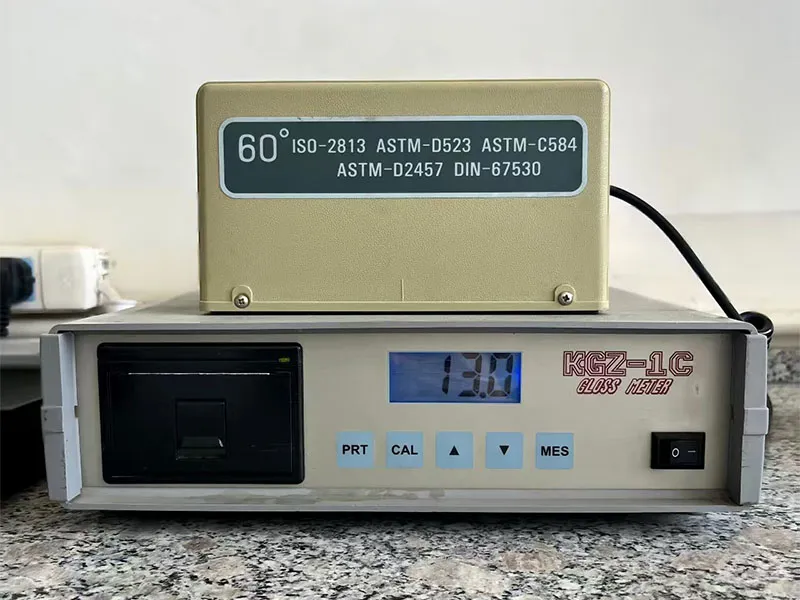 60° ISO-2813 ASTM-D523 ASTM-C584
ASTM-D2457 DIN-67530
13.0
KGZ-1C
GLOSS METER
PRT CAL ▲ ▼ MES